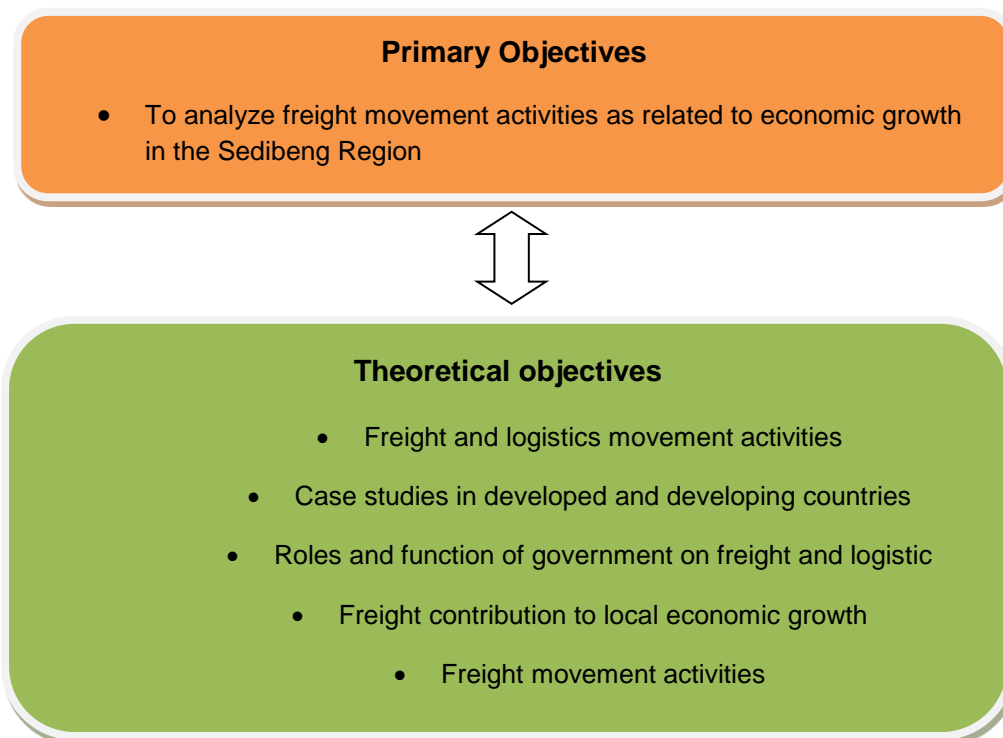 Primary Objectives
• To analyze freight movement activities as related to economic growth
in the Sedibeng Region
Theoretical objectives
• Freight and logistics movement activities
• Case studies in developed and developing countries
• Roles and function of government on freight and logistic
• Freight contribution to local economic growth
• Freight movement activities